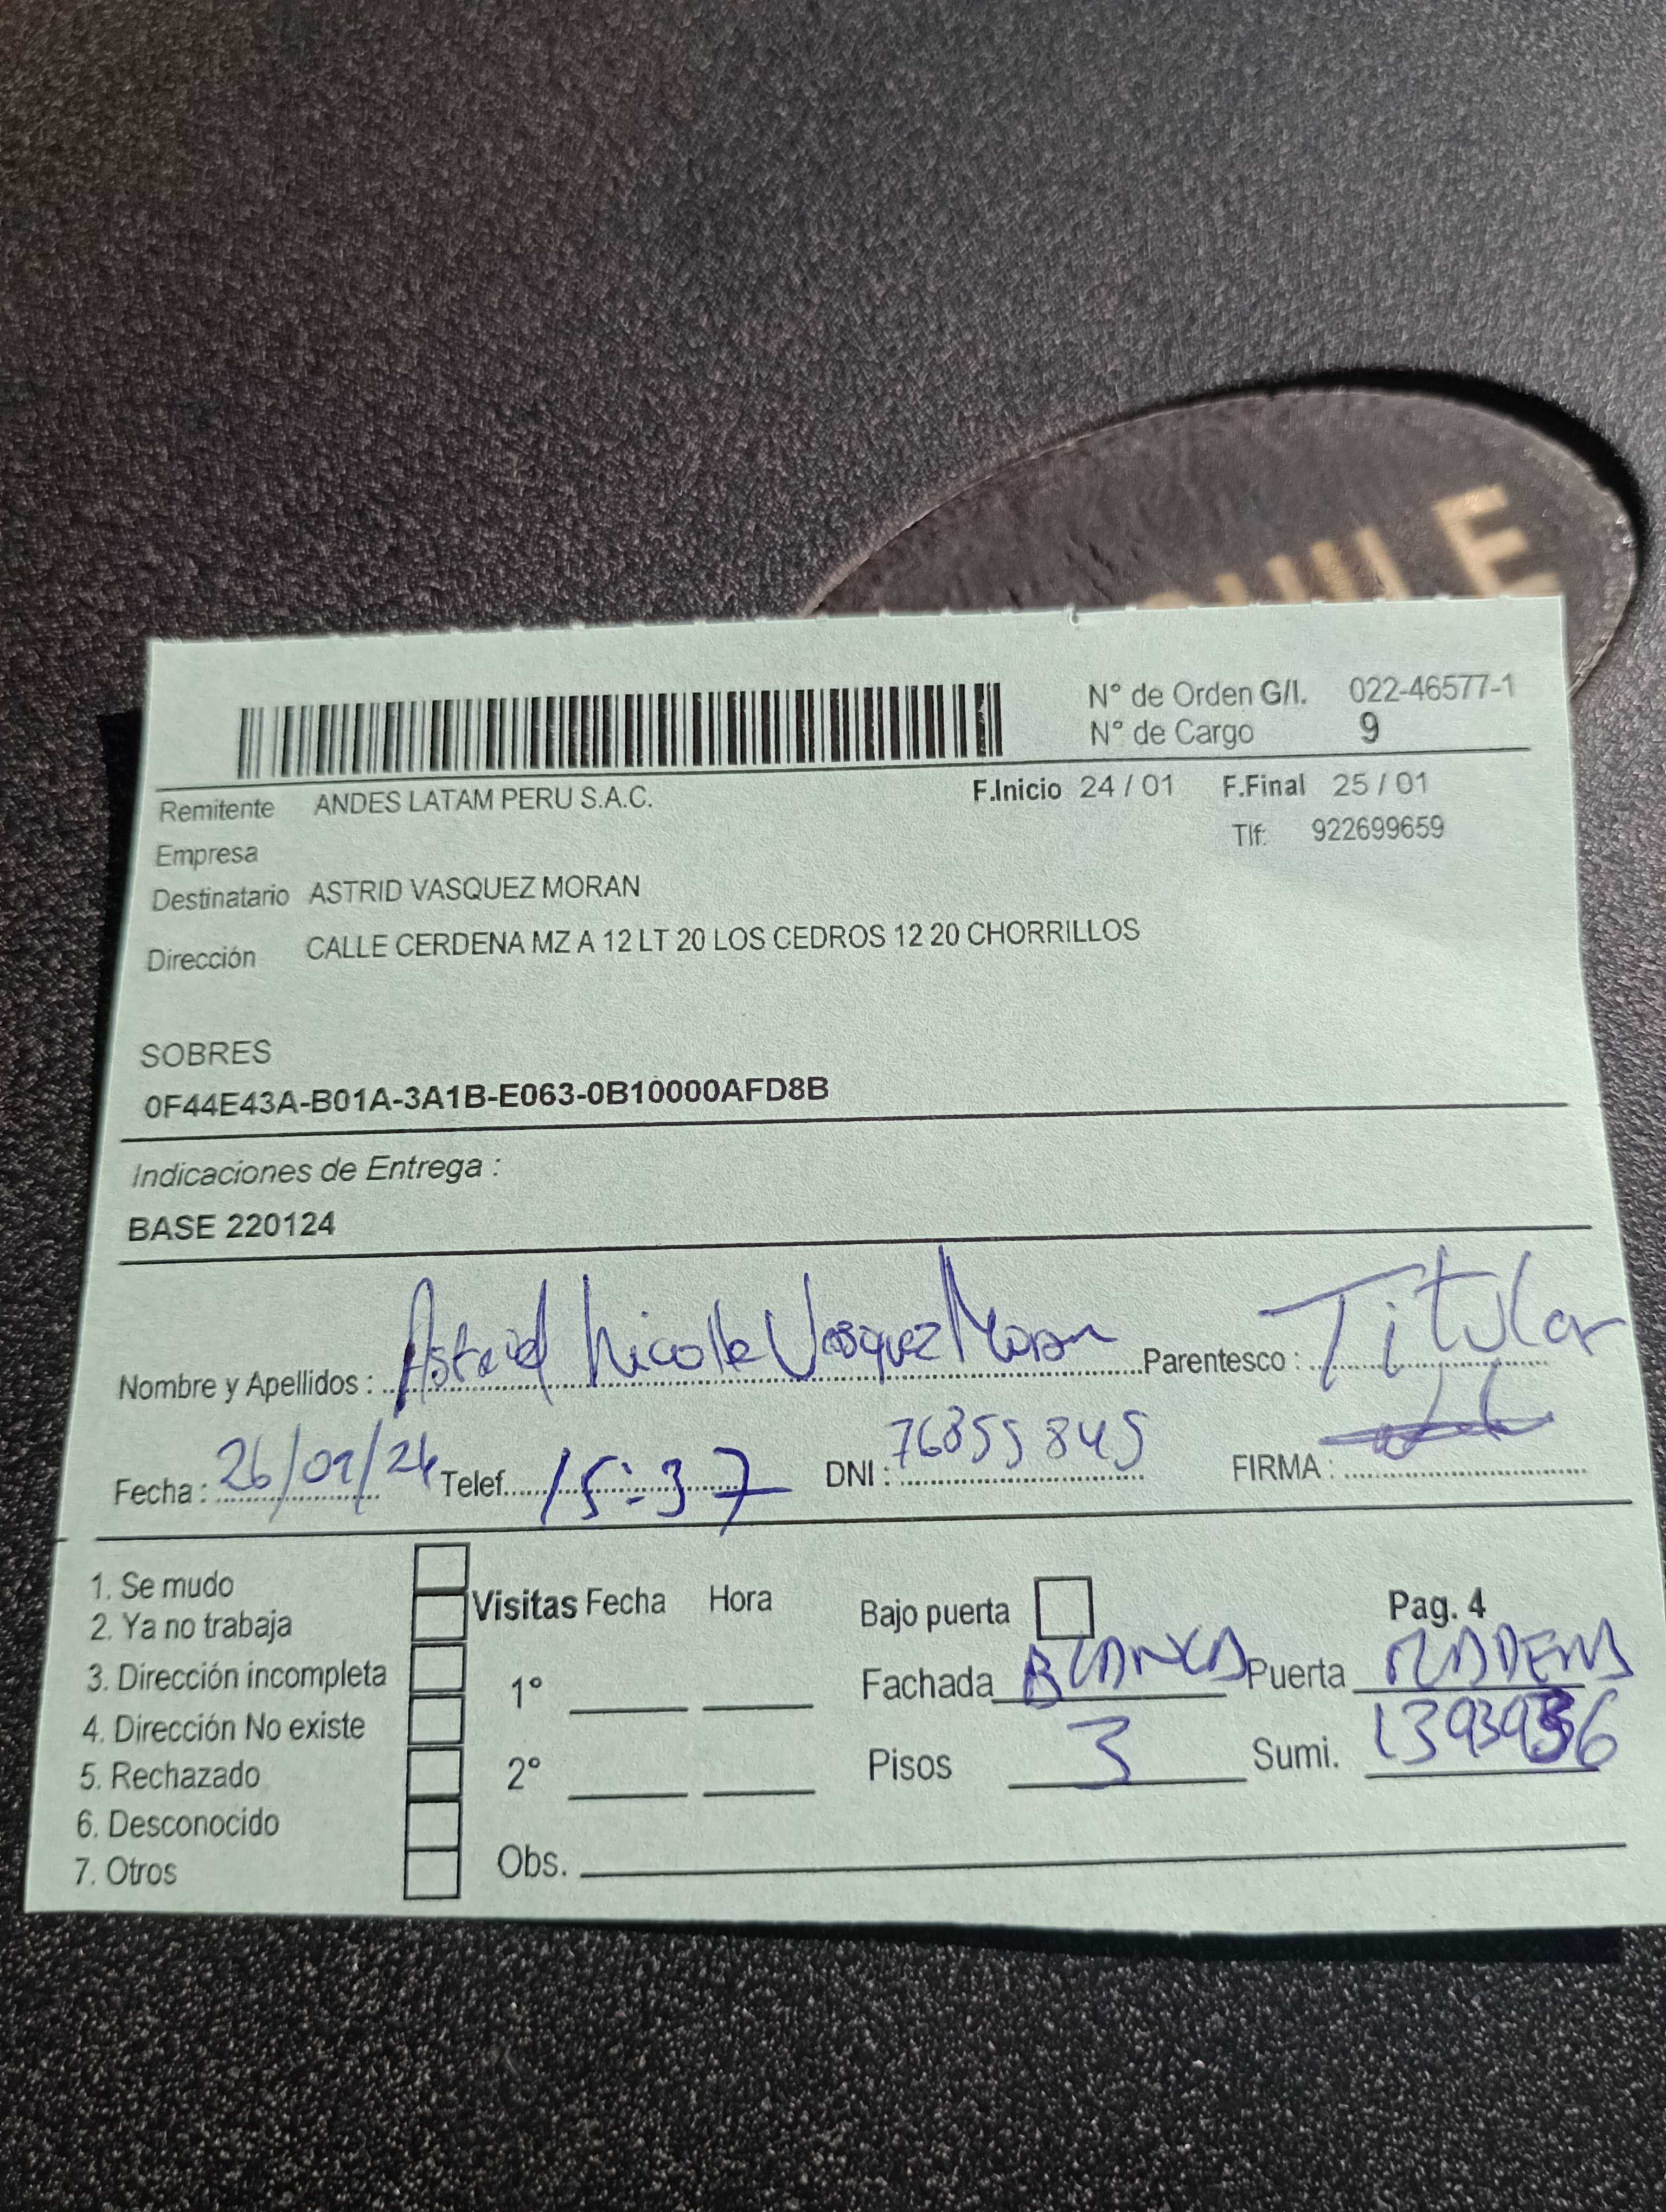 N° de Orden G/I. 022-46577-1
N° de Cargo 9
Remitente ANDES LATAM PERU S.A.C. F.Inicio 24 / 01 F.Final 25 / 01
Tlf: 922699659
Empresa
Destinatario ASTRID VASQUEZ MORAN
Dirección CALLE CERDENA MZ A 12 LT 20 LOS CEDROS 12 20 CHORRILLOS
SOBRES
0F44E43A-B01A-3A1B-E063-0B10000AFD8B
Indicaciones de Entrega :
BASE 220124
Nombre y Apellidos : Astrid Nicolle Vasquez Moran Parentesco : Titular
Fecha : 26/01/24 Telef. 15:37 DNI : 76855845 FIRMA :
1. Se mudo
2. Ya no trabaja
3. Dirección incompleta
4. Dirección No existe
5. Rechazado
6. Desconocido
7. Otros
Visitas Fecha Hora
1°
2°
Obs.
Bajo puerta Pag. 4
Fachada BLANCA Puerta MADERA
Pisos 3 Sumi.